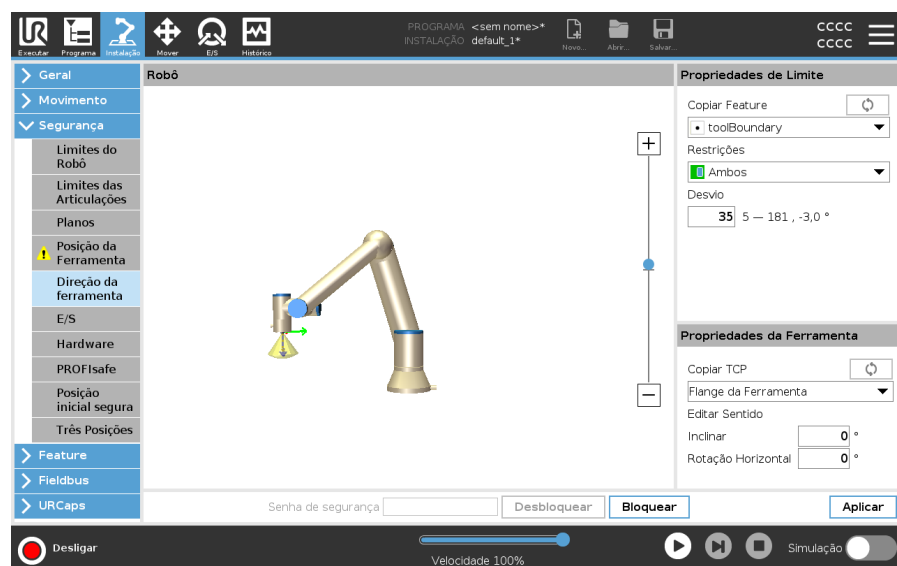 UR
PROGRAMA <sem nome>*
INSTALAÇÃO default_1*
Executar Programa Instalação Mover E/S Histórico
Novo... Abrir... Salvar...
cccc
cccc
Geral
Movimento
Segurança
Limites do
Robô
Limites das
Articulações
Planos
Posição da
Ferramenta
Direção da
ferramenta
E/S
Hardware
PROFIsafe
Posição
inicial segura
Três Posições
Feature
Fieldbus
URCaps
Robô
+
−
Propriedades de Limite
Copiar Feature
toolBoundary
Restrições
Ambos
Desvio
35 5 — 181 , -3,0 °
Propriedades da Ferramenta
Copiar TCP
Flange da Ferramenta
Editar Sentido
Inclinar 0 °
Rotação Horizontal 0 °
Senha de segurança Desbloquear Bloquear Aplicar
Desligar
Velocidade 100%
Simulação